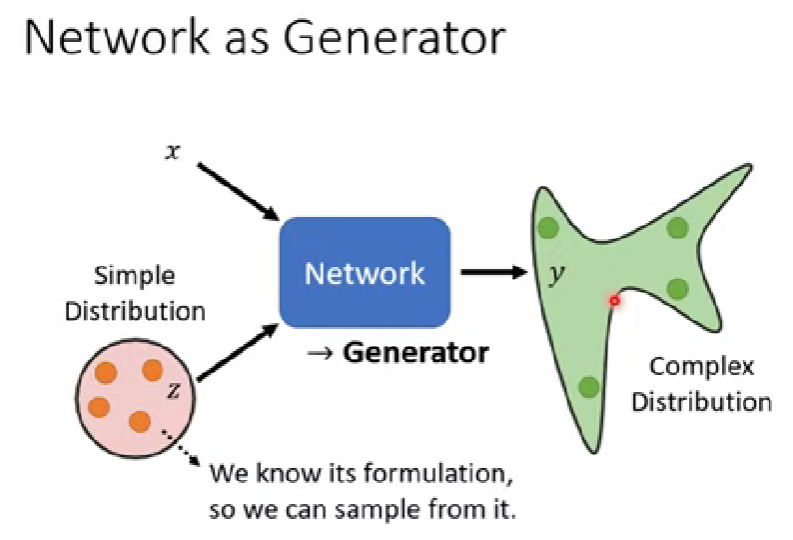 Network as Generator
x
Simple
Distribution
z
Network
→ Generator
y
Complex
Distribution
We know its formulation,
so we can sample from it.